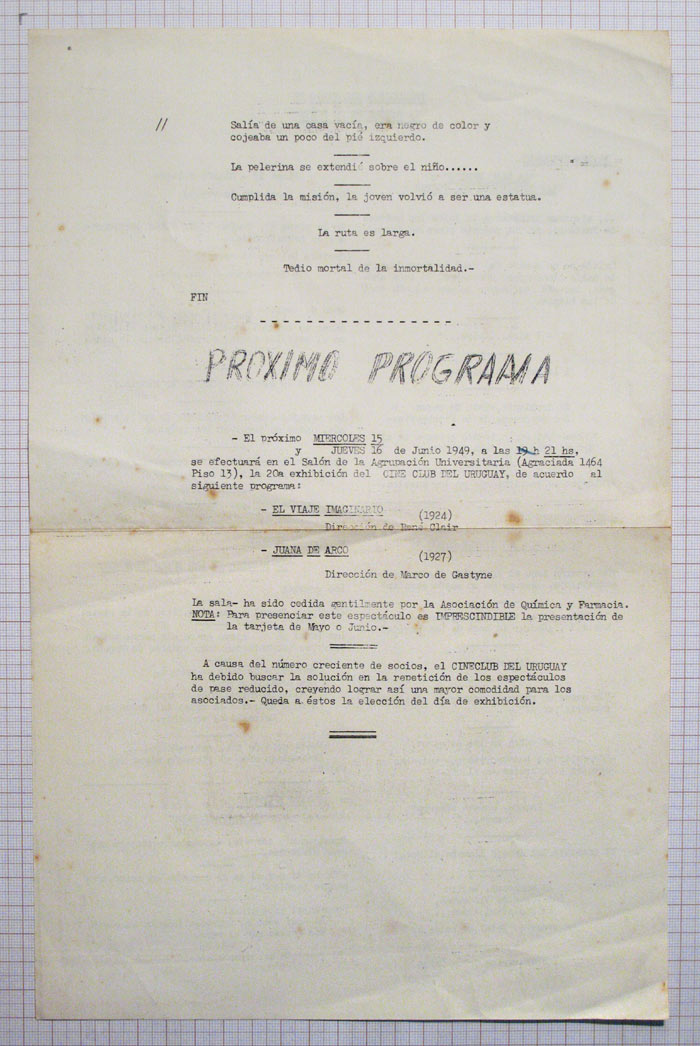 //
Salía de una casa vacía, era negro de color y
cojeaba un poco del pié izquierdo.
La pelerina se extendió sobre el niño......
Cumplida la misión, la joven volvió a ser una estatua.
La ruta es larga.
Tedio mortal de la inmortalidad.-
FIN
PROXIMO PROGRAMA
- El próximo MIERCOLES 15
y JUEVES 16 de Junio 1949, a las 19 h 21 hs,
se efectuará en el Salón de la Agrupación Universitaria (Agraciada 1464
Piso 13), la 20a exhibición del CINE CLUB DEL URUGUAY, de acuerdo al
siguiente programa:
- EL VIAJE IMAGINARIO (1924)
Dirección de René Clair
- JUANA DE ARCO (1927)
Dirección de Marco de Gastyne
La sala- ha sido cedida gentilmente por la Asociación de Química y Farmacia.
NOTA: Para presenciar este espectáculo es IMPRESCINDIBLE la presentación de
la tarjeta de Mayo o Junio.-
A causa del número creciente de socios, el CINECLUB DEL URUGUAY
ha debido buscar la solución en la repetición de los espectáculos
de pase reducido, creyendo lograr así una mayor comodidad para los
asociados.- Queda a éstos la elección del día de exhibición.